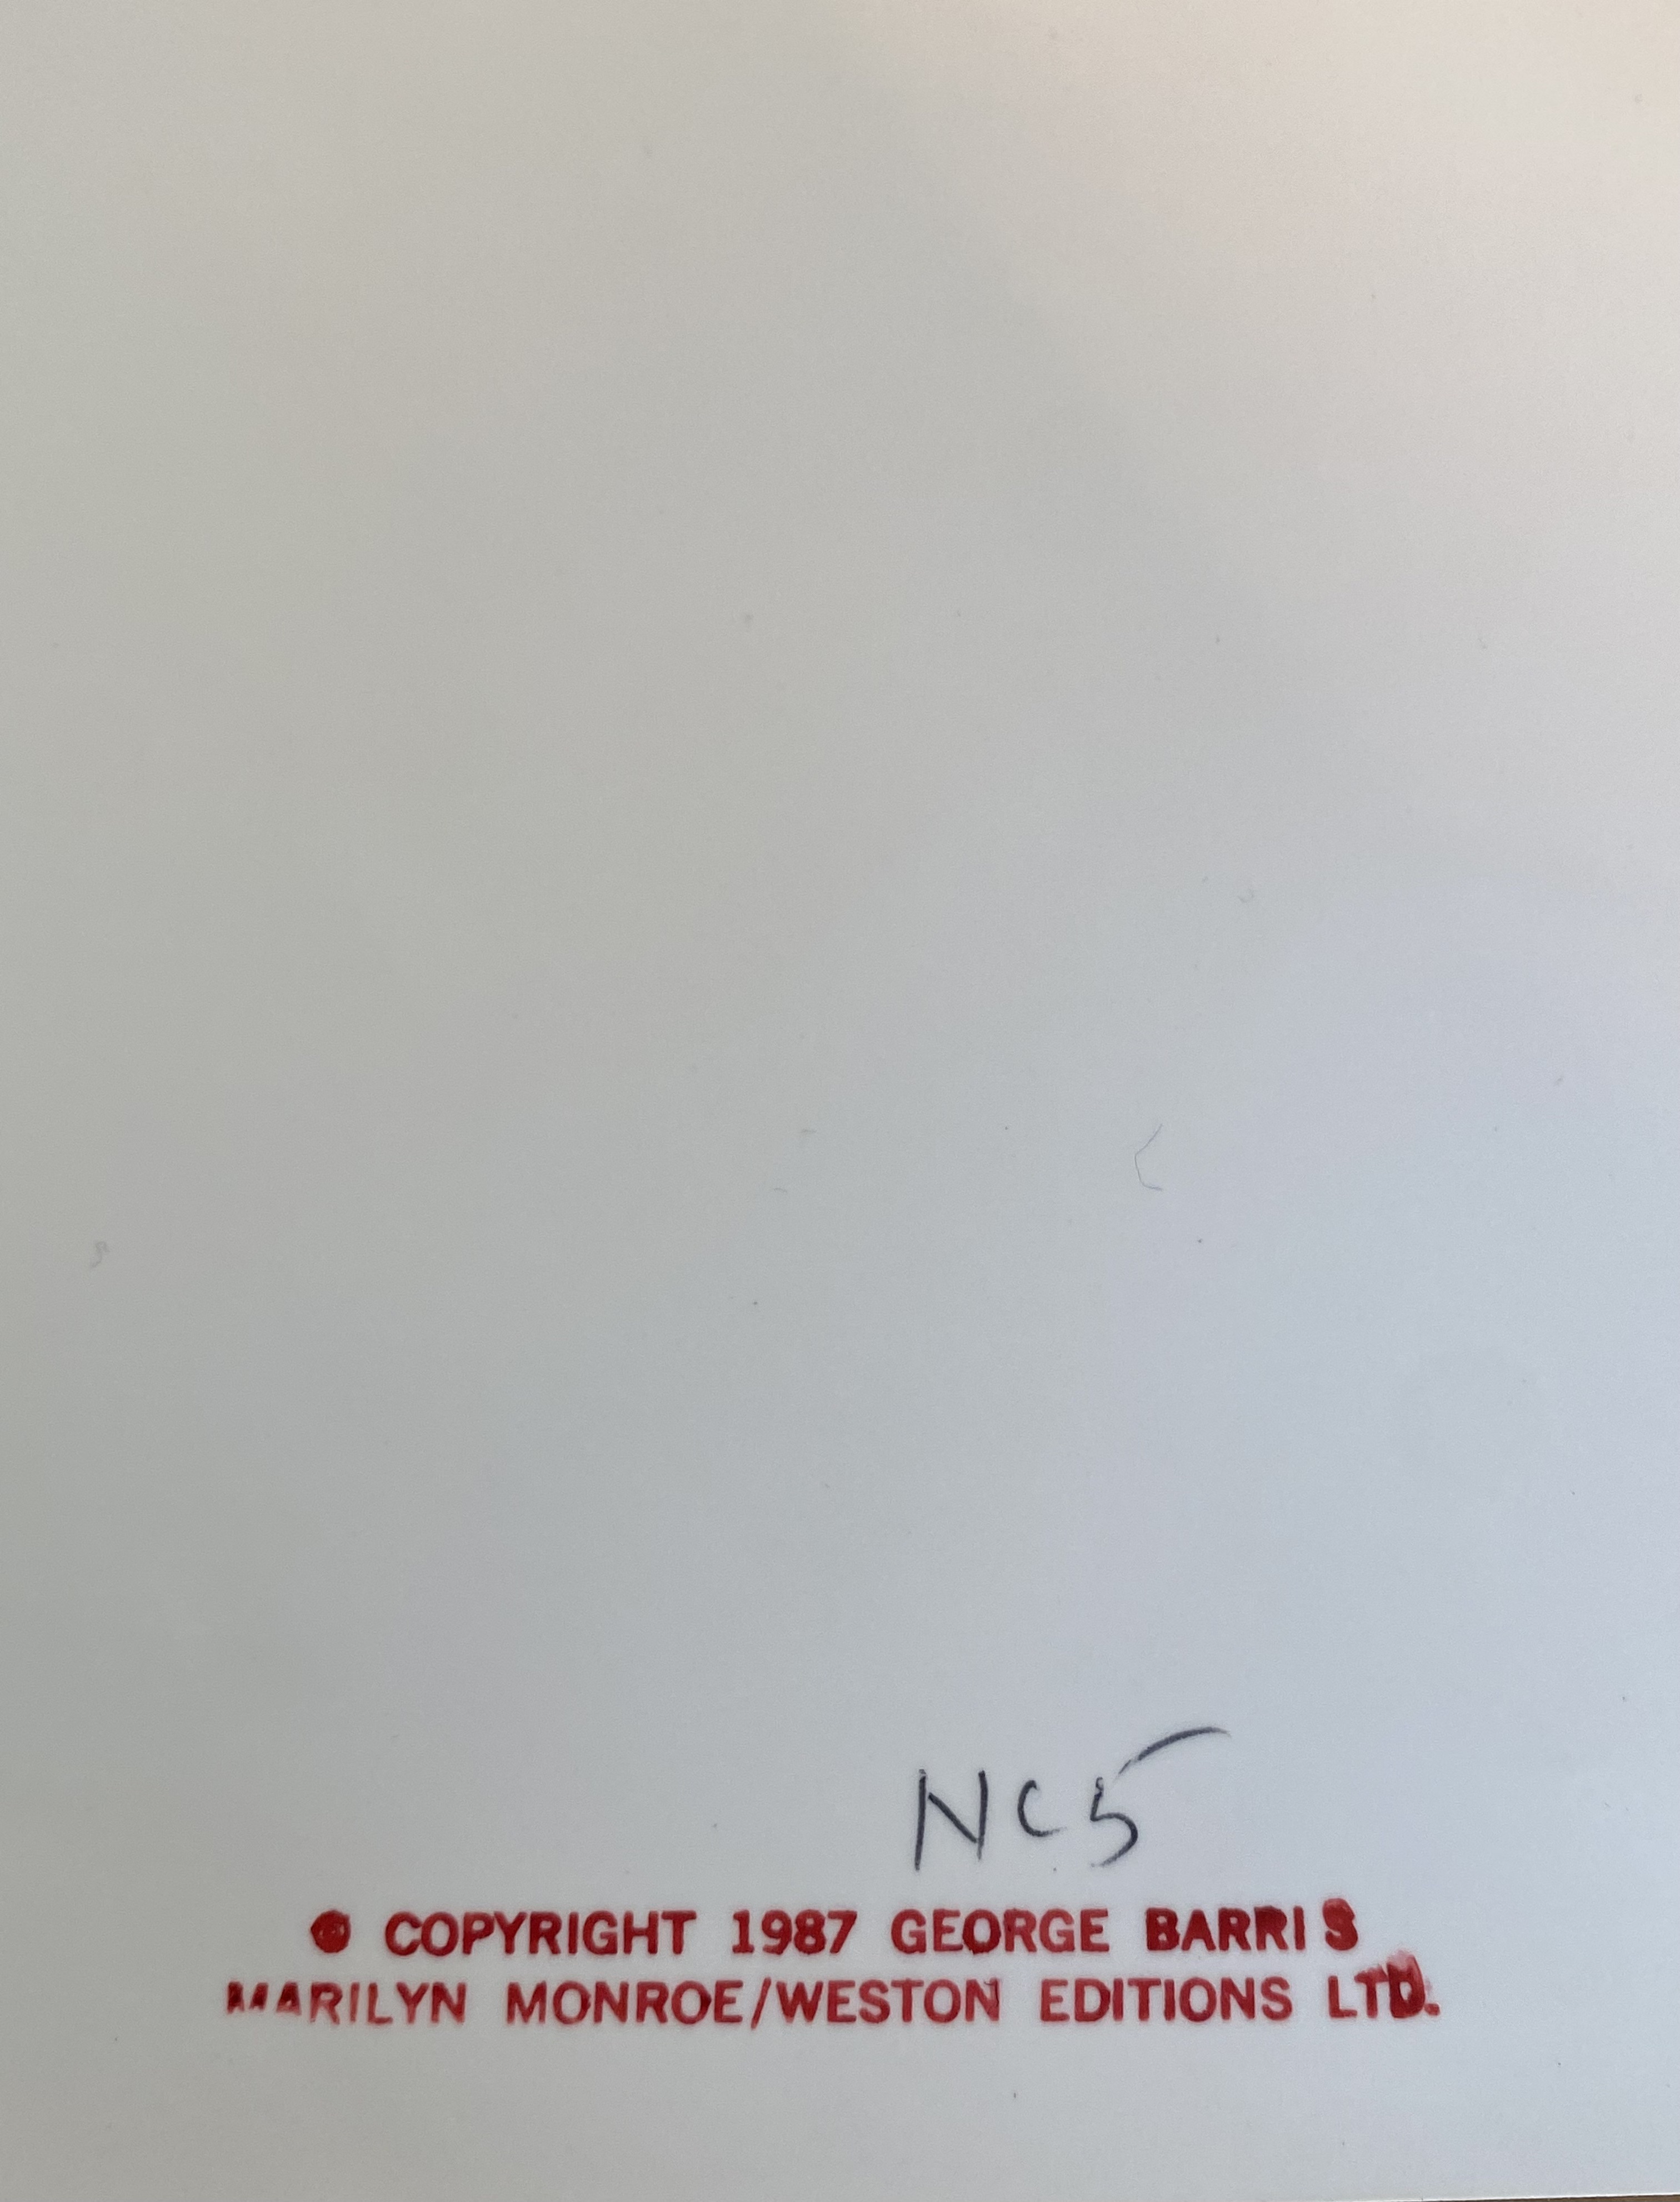 NC5
© COPYRIGHT 1987 GEORGE BARRIS
MARILYN MONROE/WESTON EDITIONS LTD.